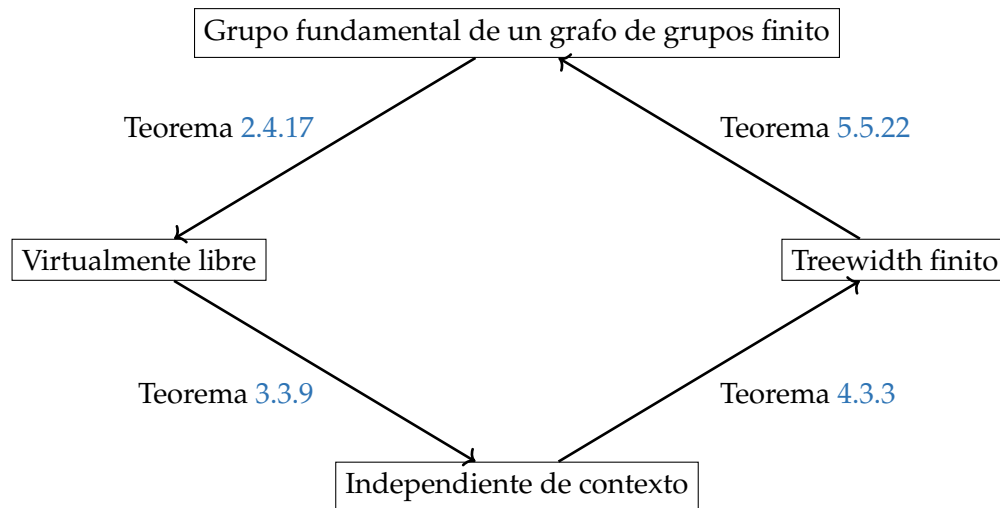 Grupo fundamental de un grafo de grupos finito
Teorema 2.4.17
Teorema 5.5.22
Virtualmente libre
Treewidth finito
Teorema 3.3.9
Teorema 4.3.3
Independiente de contexto